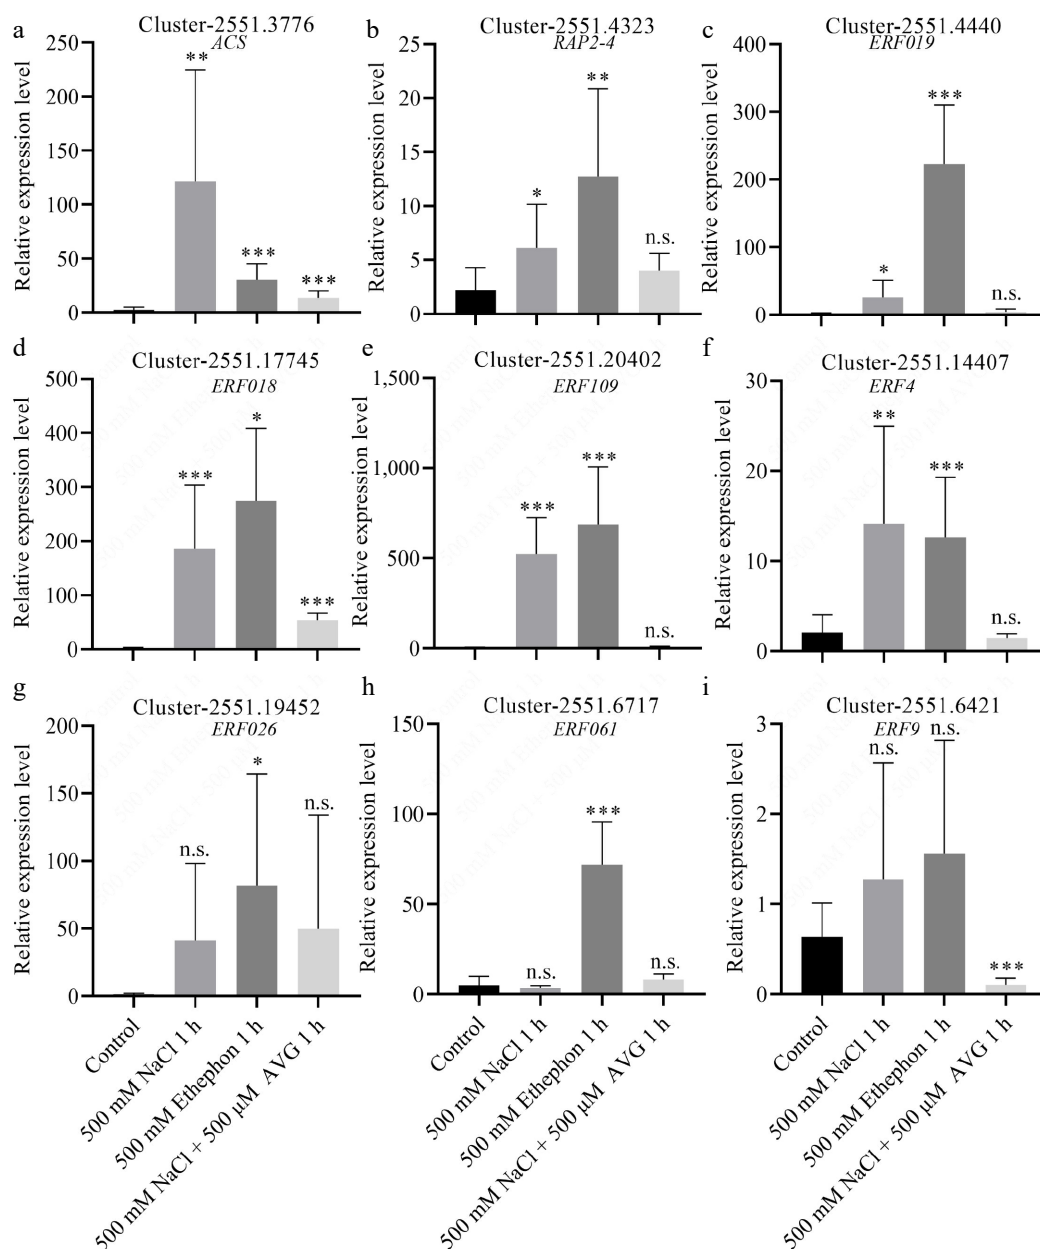 a
Cluster-2551.3776
ACS
Relative expression level
250
200
150
100
50
0
**
***
***
b
Cluster-2551.4323
RAP2-4
Relative expression level
25
20
15
10
5
0
*
**
n.s.
c
Cluster-2551.4440
ERF019
Relative expression level
400
300
200
100
0
*
***
n.s.
d
Cluster-2551.17745
ERF018
Relative expression level
500
400
300
200
100
0
***
*
***
e
Cluster-2551.20402
ERF109
Relative expression level
1,500
1,000
500
0
***
***
n.s.
f
Cluster-2551.14407
ERF4
Relative expression level
30
20
10
0
**
***
n.s.
g
Cluster-2551.19452
ERF026
Relative expression level
200
150
100
50
0
n.s.
*
n.s.
Control
500 mM NaCl 1 h
500 mM Ethephon 1 h
500 mM NaCl + 500 μM AVG 1 h
h
Cluster-2551.6717
ERF061
Relative expression level
150
100
50
0
n.s.
***
n.s.
Control
500 mM NaCl 1 h
500 mM Ethephon 1 h
500 mM NaCl + 500 μM AVG 1 h
i
Cluster-2551.6421
ERF9
Relative expression level
3
2
1
0
n.s.
n.s.
***
Control
500 mM NaCl 1 h
500 mM Ethephon 1 h
500 mM NaCl + 500 μM AVG 1 h